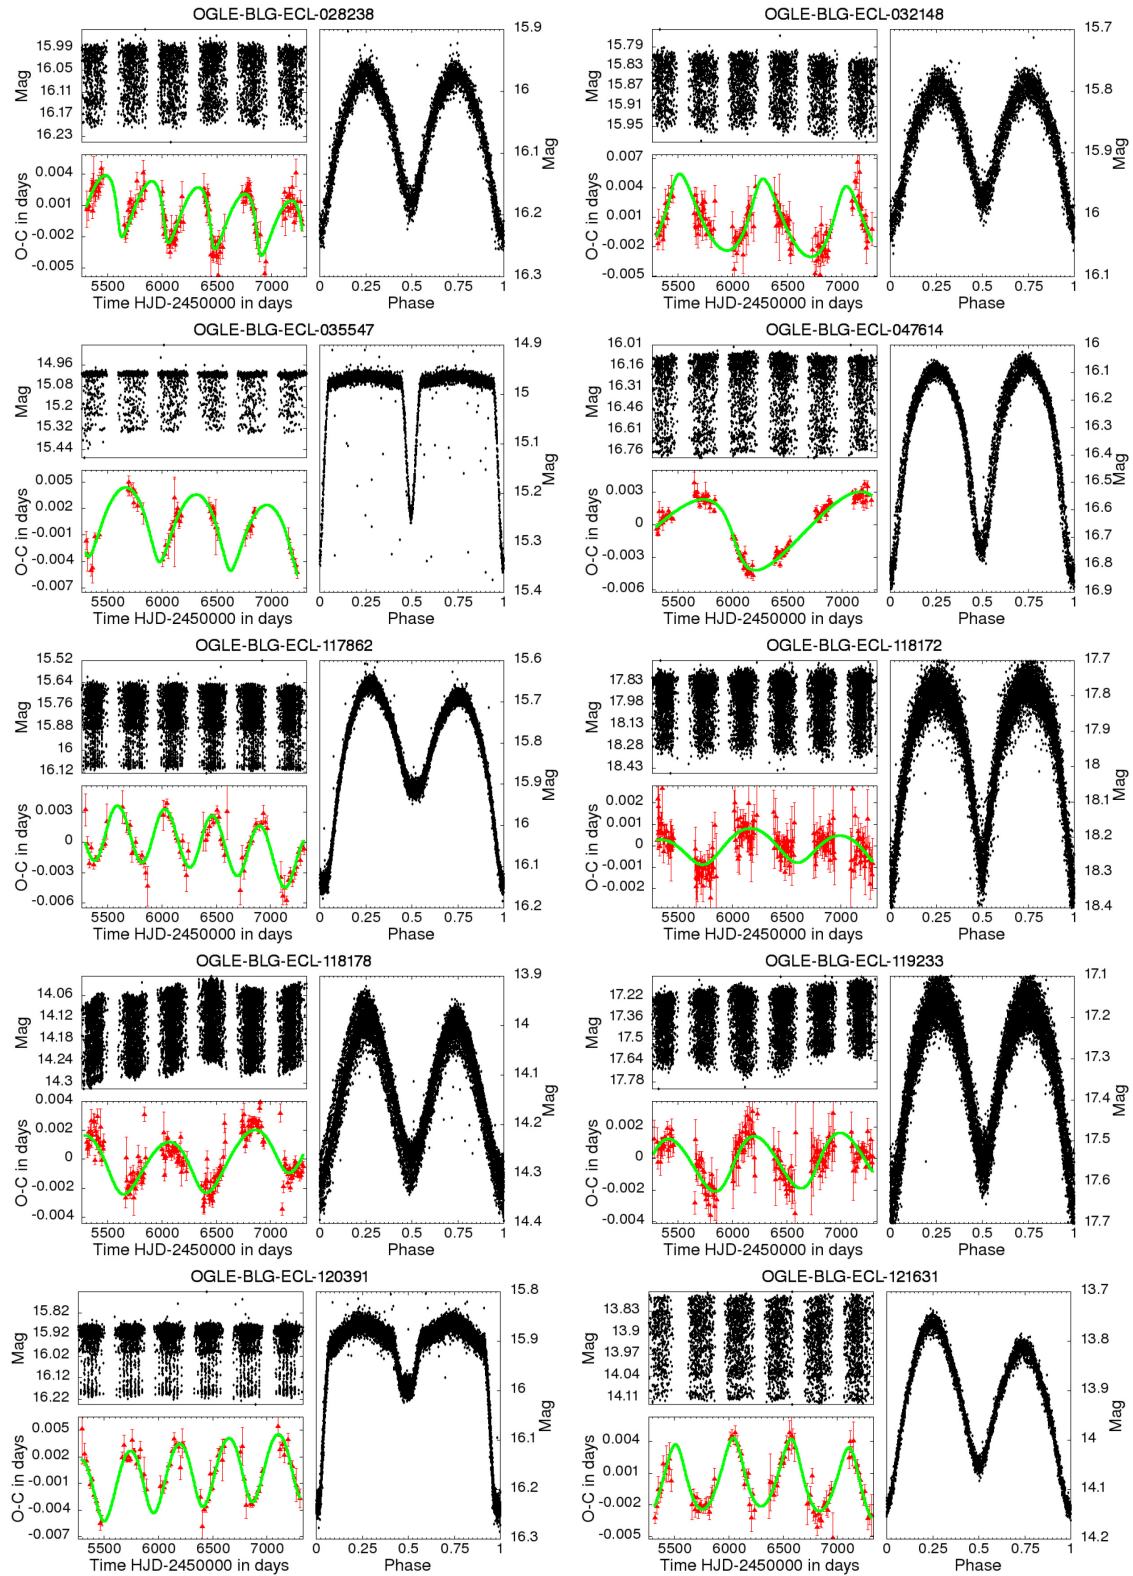 OGLE-BLG-ECL-028238
Mag
15.99
16.05
16.11
16.17
16.23
O-C in days
0.004
0.001
-0.002
-0.005
5500 6000 6500 7000
Time HJD-2450000 in days
15.9
16
16.1
16.2
16.3
Mag
0 0.25 0.5 0.75 1
Phase
OGLE-BLG-ECL-032148
Mag
15.79
15.83
15.87
15.91
15.95
O-C in days
0.007
0.004
0.001
-0.002
-0.005
5500 6000 6500 7000
Time HJD-2450000 in days
15.7
15.8
15.9
16
16.1
Mag
0 0.25 0.5 0.75 1
Phase
OGLE-BLG-ECL-035547
Mag
14.96
15.08
15.2
15.32
15.44
O-C in days
0.005
0.002
-0.001
-0.004
-0.007
5500 6000 6500 7000
Time HJD-2450000 in days
14.9
15
15.1
15.2
15.3
15.4
Mag
0 0.25 0.5 0.75 1
Phase
OGLE-BLG-ECL-047614
Mag
16.01
16.16
16.31
16.46
16.61
16.76
O-C in days
0.003
0
-0.003
-0.006
5500 6000 6500 7000
Time HJD-2450000 in days
16
16.1
16.2
16.3
16.4
16.5
16.6
16.7
16.8
16.9
Mag
0 0.25 0.5 0.75 1
Phase
OGLE-BLG-ECL-117862
Mag
15.52
15.64
15.76
15.88
16
16.12
O-C in days
0.003
0
-0.003
-0.006
5500 6000 6500 7000
Time HJD-2450000 in days
15.6
15.7
15.8
15.9
16
16.1
16.2
Mag
0 0.25 0.5 0.75 1
Phase
OGLE-BLG-ECL-118172
Mag
17.83
17.98
18.13
18.28
18.43
O-C in days
0.002
0.001
0
-0.001
-0.002
5500 6000 6500 7000
Time HJD-2450000 in days
17.7
17.8
17.9
18
18.1
18.2
18.3
18.4
Mag
0 0.25 0.5 0.75 1
Phase
OGLE-BLG-ECL-118178
Mag
14.06
14.12
14.18
14.24
14.3
O-C in days
0.004
0.002
0
-0.002
-0.004
5500 6000 6500 7000
Time HJD-2450000 in days
13.9
14
14.1
14.2
14.3
14.4
Mag
0 0.25 0.5 0.75 1
Phase
OGLE-BLG-ECL-119233
Mag
17.22
17.36
17.5
17.64
17.78
O-C in days
0.002
0
-0.002
-0.004
5500 6000 6500 7000
Time HJD-2450000 in days
17.1
17.2
17.3
17.4
17.5
17.6
17.7
Mag
0 0.25 0.5 0.75 1
Phase
OGLE-BLG-ECL-120391
Mag
15.82
15.92
16.02
16.12
16.22
O-C in days
0.005
0.002
-0.001
-0.004
-0.007
5500 6000 6500 7000
Time HJD-2450000 in days
15.8
15.9
16
16.1
16.2
16.3
Mag
0 0.25 0.5 0.75 1
Phase
OGLE-BLG-ECL-121631
Mag
13.83
13.9
13.97
14.04
14.11
O-C in days
0.004
0.001
-0.002
-0.005
5500 6000 6500 7000
Time HJD-2450000 in days
13.7
13.8
13.9
14
14.1
14.2
Mag
0 0.25 0.5 0.75 1
Phase